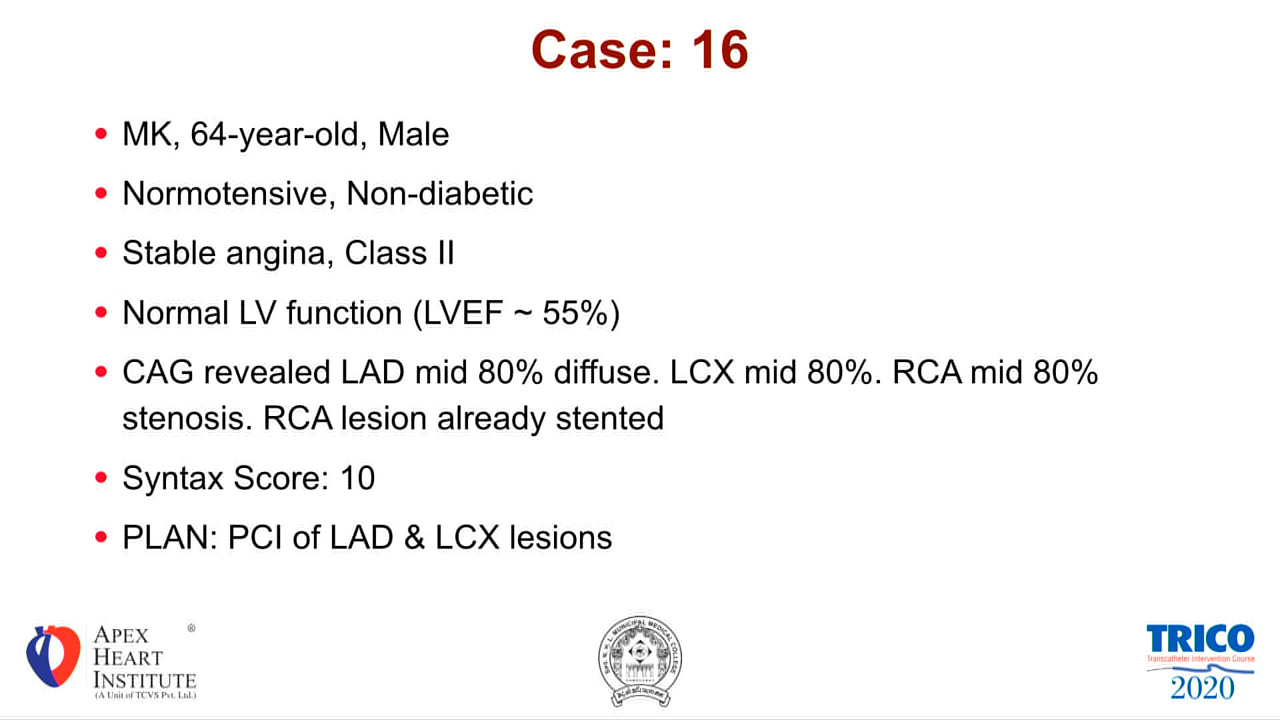 Case: 16
• MK, 64-year-old, Male
• Normotensive, Non-diabetic
• Stable angina, Class II
• Normal LV function (LVEF ~ 55%)
• CAG revealed LAD mid 80% diffuse. LCX mid 80%. RCA mid 80%
stenosis. RCA lesion already stented
• Syntax Score: 10
• PLAN: PCI of LAD & LCX lesions
APEX ®
HEART
INSTITUTE
(A Unit of TCVS Pvt. Ltd.)
MUNICIPAL MEDICAL COLLEGE
TRICO
Transcatheter Intervention Course
2020